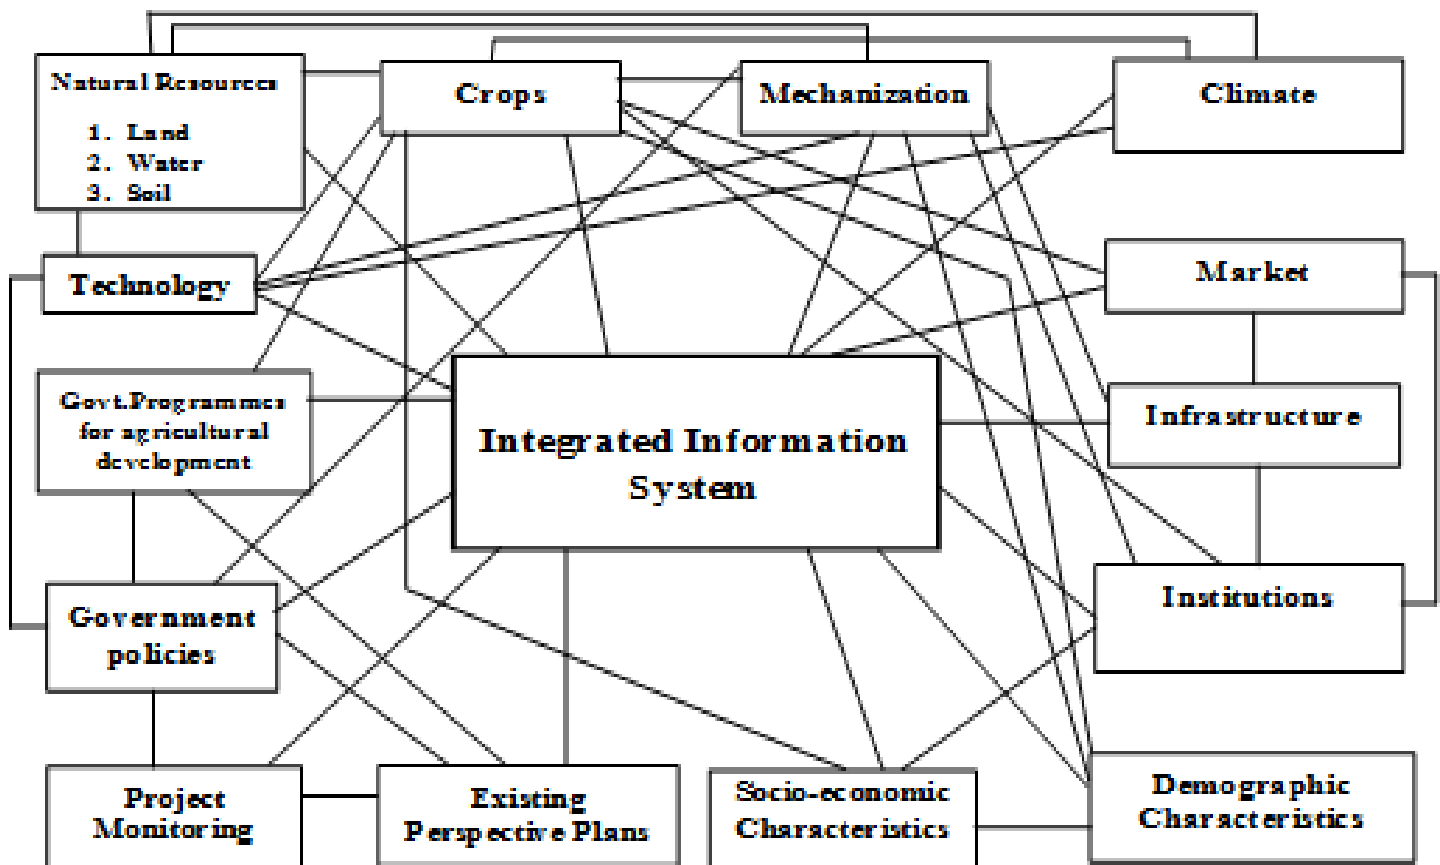 Natural Resources
1. Land
2. Water
3. Soil
Crops
Mechanization
Climate
Technology
Market
Govt.Programmes
for agricultural
development
Integrated Information
System
Infrastructure
Government
policies
Institutions
Project
Monitoring
Existing
Perspective Plans
Socio-economic
Characteristics
Demographic
Characteristics